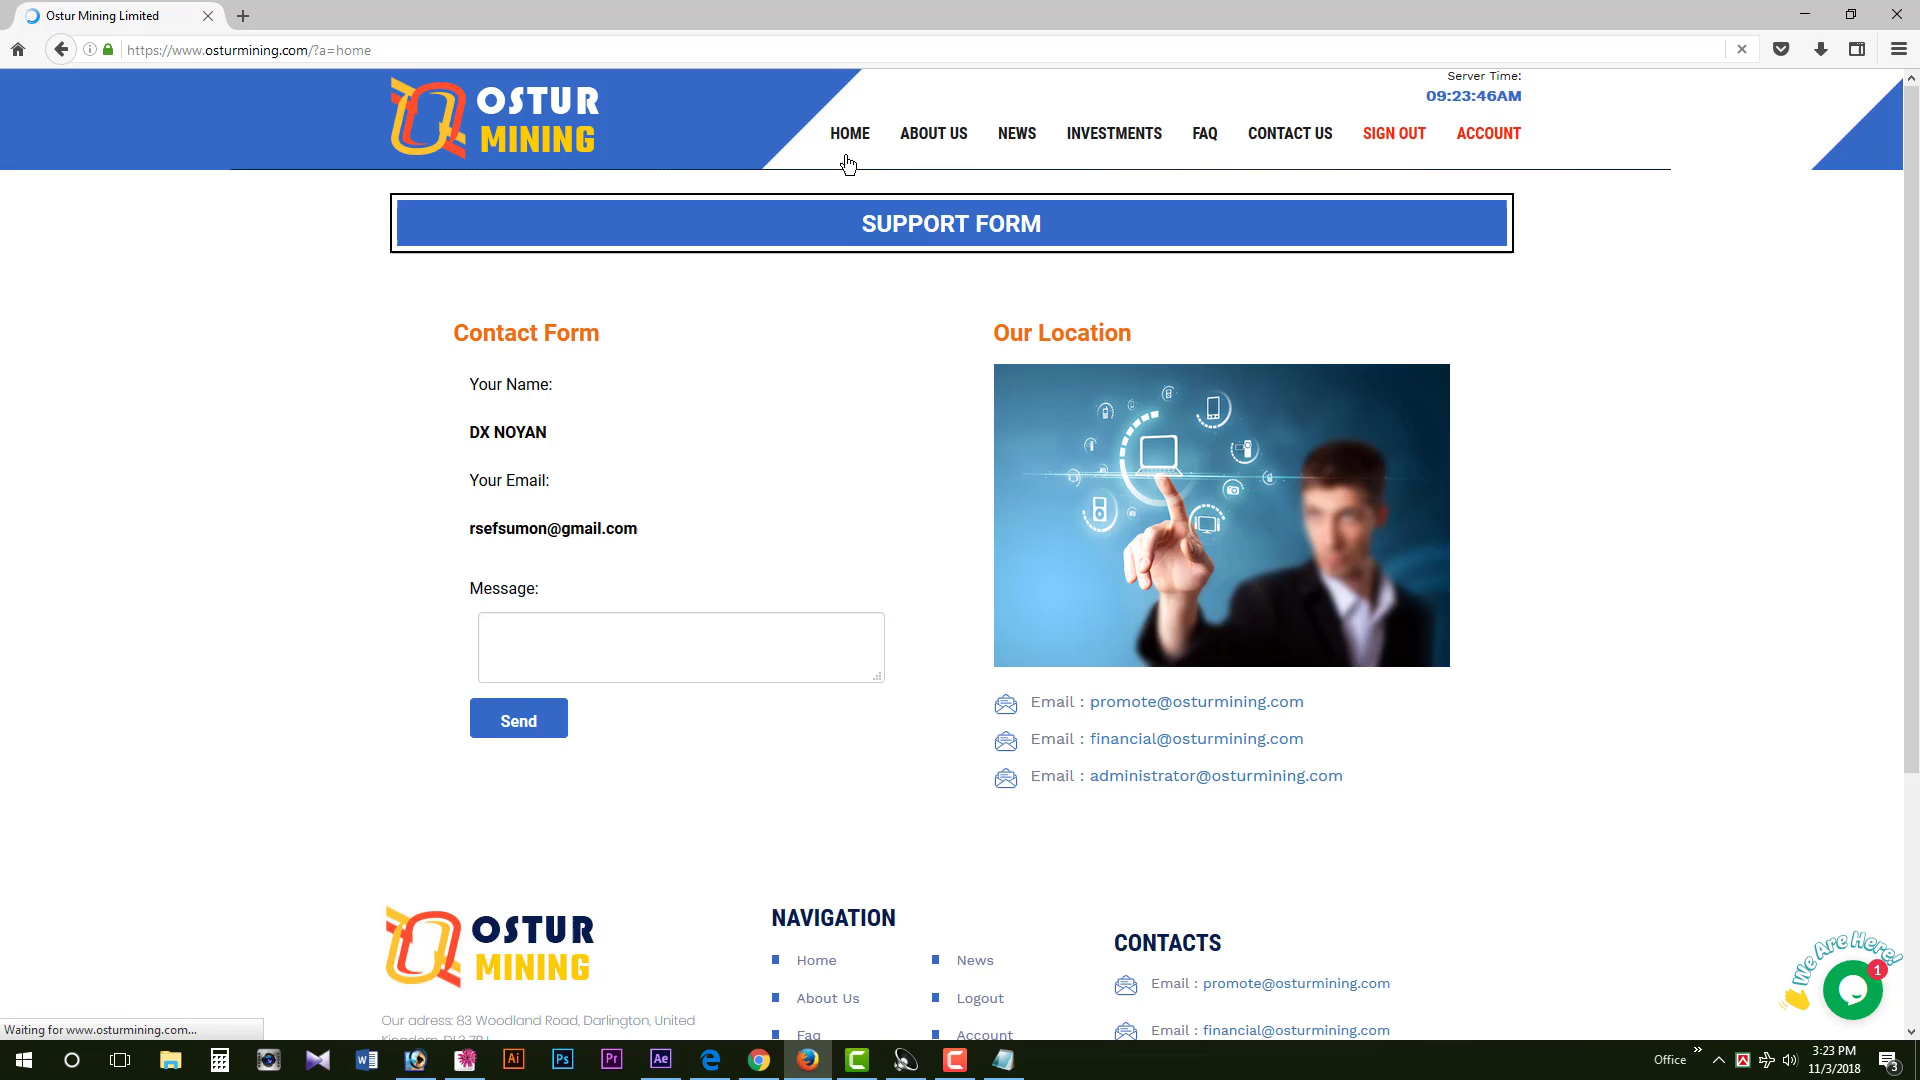 Ostur Mining Limited
https://www.osturmining.com/?a=home
Server Time:
09:23:46AM
OSTUR
MINING
HOME ABOUT US NEWS INVESTMENTS FAQ CONTACT US SIGN OUT ACCOUNT
SUPPORT FORM
Contact Form
Your Name:
DX NOYAN
Your Email:
rsefsumon@gmail.com
Message:
Send
Our Location
Email : promote@osturmining.com
Email : financial@osturmining.com
Email : administrator@osturmining.com
OSTUR
MINING
Our adress: 83 Woodland Road, Darlington, United
NAVIGATION
Home
News
About Us
Logout
Faq
Account
CONTACTS
Email : promote@osturmining.com
Email : financial@osturmining.com
We Are Here!
1
Waiting for www.osturmining.com...
Ai
Ps
Pr
Ae
Office
3:23 PM
11/3/2018
3